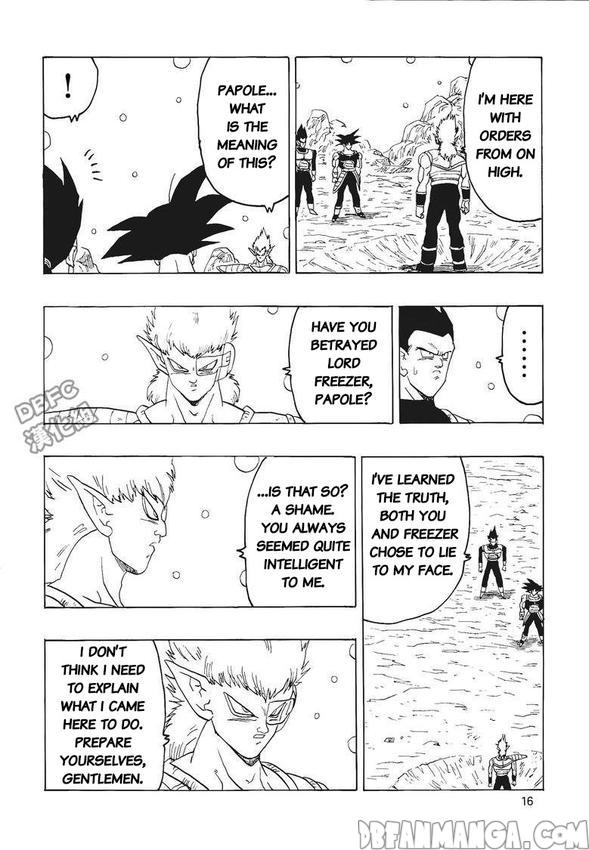 I'M HERE
WITH
ORDERS
FROM ON
HIGH.
PAPOLE...
WHAT
IS THE
MEANING
OF THIS?
!
......
HAVE YOU
BETRAYED
LORD
FREEZER,
PAPOLE?
I'VE LEARNED
THE TRUTH,
BOTH YOU
AND FREEZER
CHOSE TO LIE
TO MY FACE.
...IS THAT SO?
A SHAME.
YOU ALWAYS
SEEMED QUITE
INTELLIGENT
TO ME.
I DON'T
THINK I NEED
TO EXPLAIN
WHAT I CAME
HERE TO DO.
PREPARE
YOURSELVES,
GENTLEMEN.
DBFC
漢化組
16
DBFANMANGA.COM